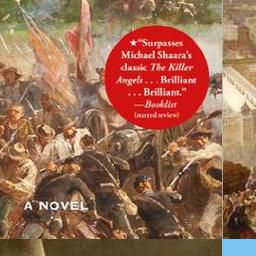 ★"Surpasses
Michael Shaara's
classic The Killer
Angels . . . Brilliant
. . . Brilliant."
—Booklist
(starred review)
A NOVEL